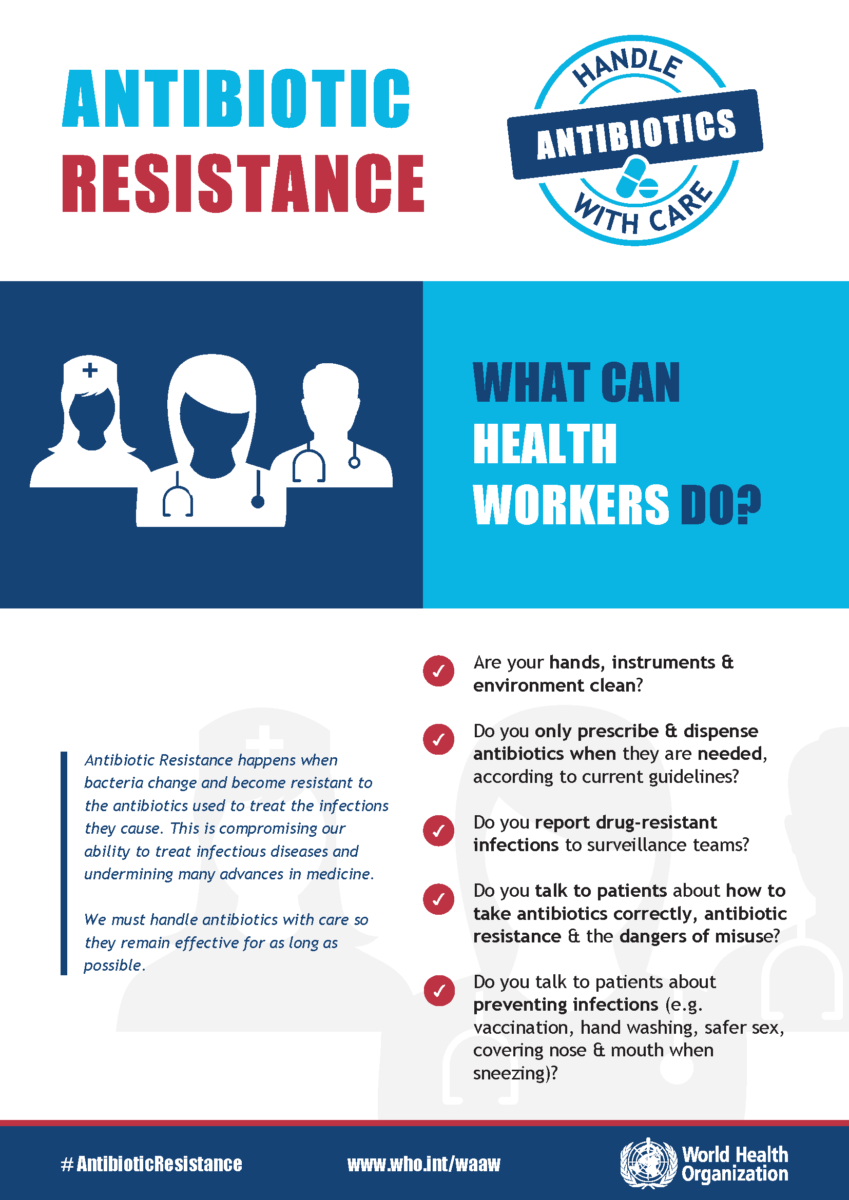 ANTIBIOTIC
RESISTANCE
HANDLE
ANTIBIOTICS
WITH CARE
WHAT CAN
HEALTH
WORKERS DO?
Antibiotic Resistance happens when
bacteria change and become resistant to
the antibiotics used to treat the infections
they cause. This is compromising our
ability to treat infectious diseases and
undermining many advances in medicine.
We must handle antibiotics with care so
they remain effective for as long as
possible.
Are your hands, instruments &
environment clean?
Do you only prescribe & dispense
antibiotics when they are needed,
according to current guidelines?
Do you report drug-resistant
infections to surveillance teams?
Do you talk to patients about how to
take antibiotics correctly, antibiotic
resistance & the dangers of misuse?
Do you talk to patients about
preventing infections (e.g.
vaccination, hand washing, safer sex,
covering nose & mouth when
sneezing)?
# AntibioticResistance
www.who.int/waaw
World Health
Organization